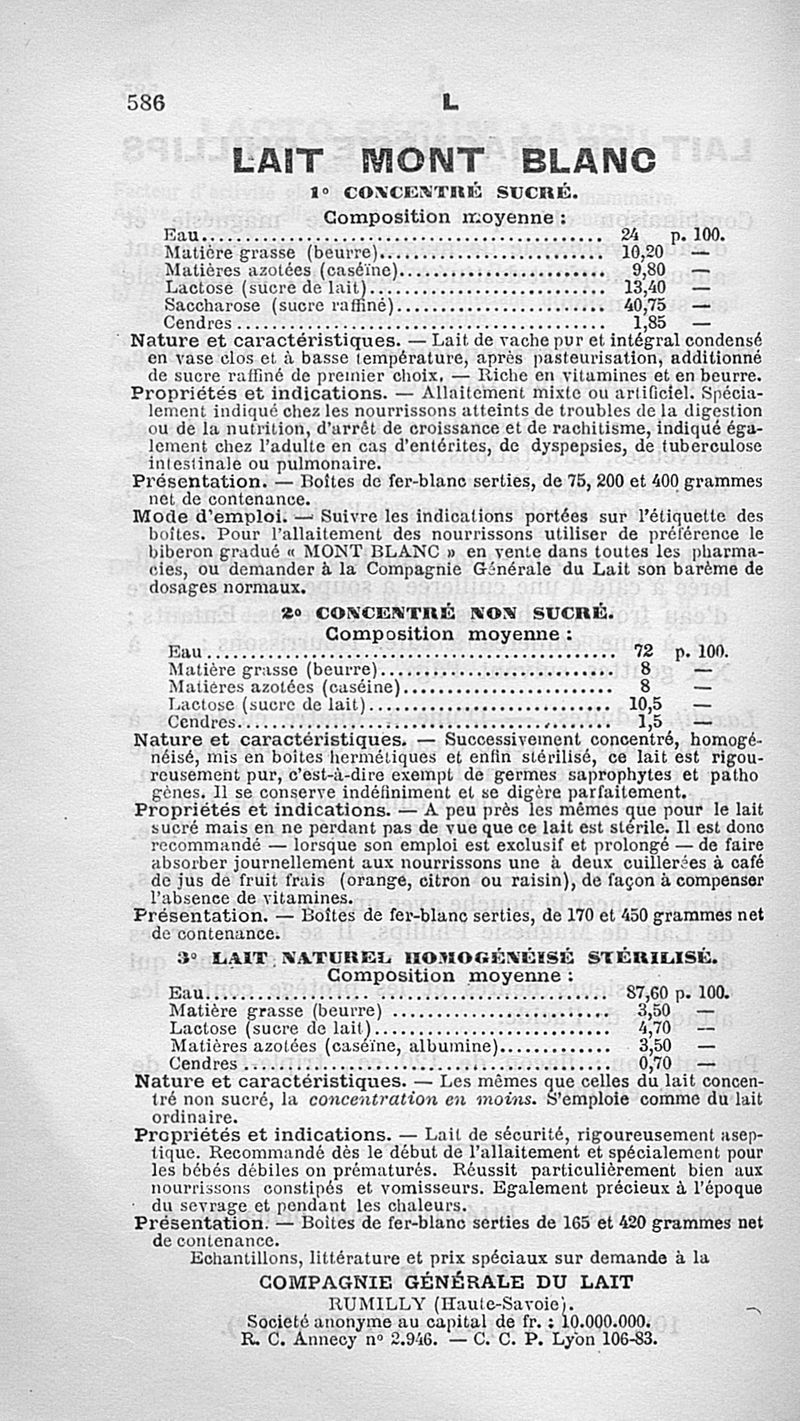 586 L
LAIT MONT BLANC
1° CONCENTRÉ SUCRÉ.
Composition moyenne :
Eau........................................ 24 p. 100.
Matière grasse (beurre)........................ 10,20 —
Matières azotées (caséïne)...................... 9,80 —
Lactose (sucre de lait)......................... 13,40 —
Saccharose (sucre raffiné)...................... 40,75 —
Cendres ........................................ 1,85 —
Nature et caractéristiques. — Lait de vache pur et intégral condensé
en vase clos et à basse température, après pasteurisation, additionné
de sucre raffiné de premier choix. — Riche en vitamines et en beurre.
Propriétés et indications. — Allaitement mixte ou artificiel. Spécia-
lement indiqué chez les nourrissons atteints de troubles de la digestion
ou de la nutrition, d'arrêt de croissance et de rachitisme, indiqué éga-
lement chez l'adulte en cas d'entérites, de dyspepsies, de tuberculose
intestinale ou pulmonaire.
Présentation. — Boîtes de fer-blanc serties, de 75, 200 et 400 grammes
net de contenance.
Mode d'emploi. — Suivre les indications portées sur l'étiquette des
boîtes. Pour l'allaitement des nourrissons utiliser de préférence le
biberon gradué « MONT BLANC » en vente dans toutes les pharma-
cies, ou demander à la Compagnie Générale du Lait son barème de
dosages normaux.
2° CONCENTRÉ NON SUCRÉ.
Composition moyenne :
Eau ........................................ 72 p. 100.
Matière grasse (beurre)........................ 8 —
Matières azotées (caséine)...................... 8 —
Lactose (sucre de lait)......................... 10,5 —
Cendres........................................ 1,5 —
Nature et caractéristiques. — Successivement concentré, homogé-
néisé, mis en boites hermétiques et enfin stérilisé, ce lait est rigou-
reusement pur, c'est-à-dire exempt de germes saprophytes et patho
gènes. Il se conserve indéfiniment et se digère parfaitement.
Propriétés et indications. — A peu près les mêmes que pour le lait
sucré mais en ne perdant pas de vue que ce lait est stérile. Il est donc
recommandé — lorsque son emploi est exclusif et prolongé — de faire
absorber journellement aux nourrissons une à deux cuillerées à café
de jus de fruit frais (orange, citron ou raisin), de façon à compenser
l'absence de vitamines.
Présentation. — Boîtes de fer-blanc serties, de 170 et 450 grammes net
de contenance.
3° LAIT NATUREL HOMOGÉNÉISÉ STÉRILISÉ.
Composition moyenne :
Eau........................................ 87,60 p. 100.
Matière grasse (beurre) ........................ 3,50 —
Lactose (sucre de lait)......................... 4,70 —
Matières azotées (caséïne, albumine)............. 3,50 —
Cendres ........................................ 0,70 —
Nature et caractéristiques. — Les mêmes que celles du lait concen-
tré non sucré, la concentration en moins. S'emploie comme du lait
ordinaire.
Propriétés et indications. — Lait de sécurité, rigoureusement asep-
tique. Recommandé dès le début de l'allaitement et spécialement pour
les bébés débiles on prématurés. Réussit particulièrement bien aux
nourrissons constipés et vomisseurs. Egalement précieux à l'époque
du sevrage et pendant les chaleurs.
Présentation. — Boîtes de fer-blanc serties de 165 et 420 grammes net
de contenance.
Echantillons, littérature et prix spéciaux sur demande à la
COMPAGNIE GÉNÉRALE DU LAIT
RUMILLY (Haute-Savoie).
Societé anonyme au capital de fr. : 10.000.000.
R. C. Annecy n° 2.946. — C. C. P. Lyon 106-83.